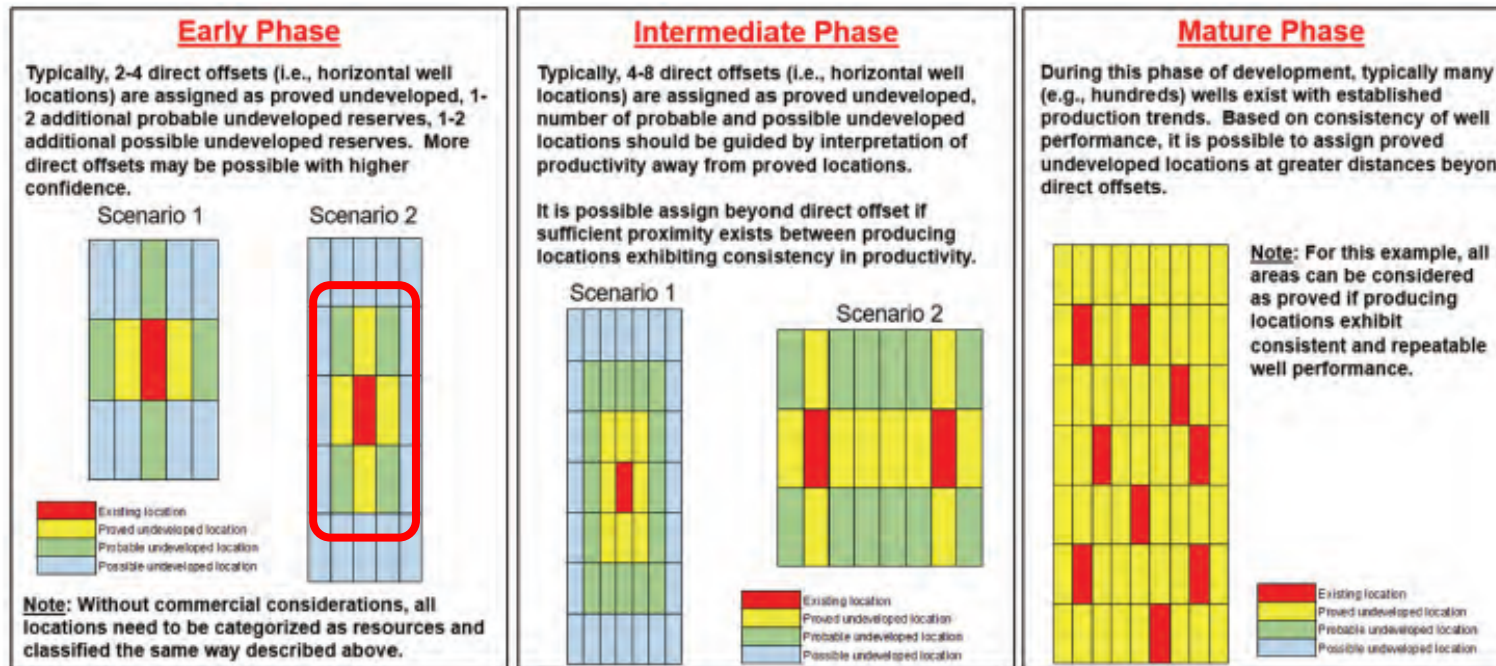 Early Phase
Typically, 2-4 direct offsets (i.e., horizontal well
locations) are assigned as proved undeveloped, 1-
2 additional probable undeveloped reserves, 1-2
additional possible undeveloped reserves. More
direct offsets may be possible with higher
confidence.
Scenario 1
Scenario 2
Existing location
Proved undeveloped location
Probable undeveloped location
Possible undeveloped location
Note: Without commercial considerations, all
locations need to be categorized as resources and
classified the same way described above.
Intermediate Phase
Typically, 4-8 direct offsets (i.e., horizontal well
locations) are assigned as proved undeveloped,
number of probable and possible undeveloped
locations should be guided by interpretation of
productivity away from proved locations.
It is possible assign beyond direct offset if
sufficient proximity exists between producing
locations exhibiting consistency in productivity.
Scenario 1
Scenario 2
Existing location
Proved undeveloped location
Probable undeveloped location
Possible undeveloped location
Mature Phase
During this phase of development, typically many
(e.g., hundreds) wells exist with established
production trends. Based on consistency of well
performance, it is possible to assign proved
undeveloped locations at greater distances beyon
direct offsets.
Note: For this example, all
areas can be considered
as proved if producing
locations exhibit
consistent and repeatable
well performance.
Existing location
Proved undeveloped location
Probable undeveloped location
Possible undeveloped location